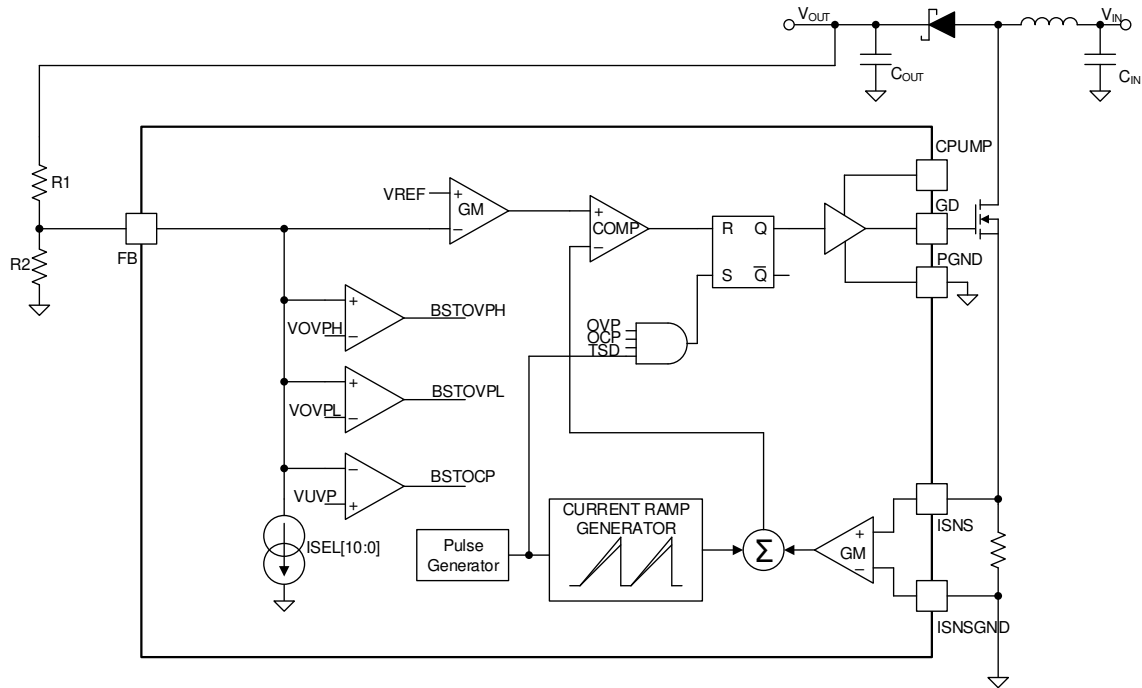 VOUT
VIN
COUT
CIN
CPUMP
R1
VREF
+
GM
−
+
COMP
−
R Q
S Q̅
GD
FB
R2
PGND
+
VOVPH
−
BSTOVPH
OVP
OCP
TSD
+
VOVPL
−
BSTOVPL
−
VUVP
+
BSTOCP
ISEL[10:0]
Pulse
Generator
CURRENT RAMP
GENERATOR
Σ
+
GM
−
ISNS
ISNSGND